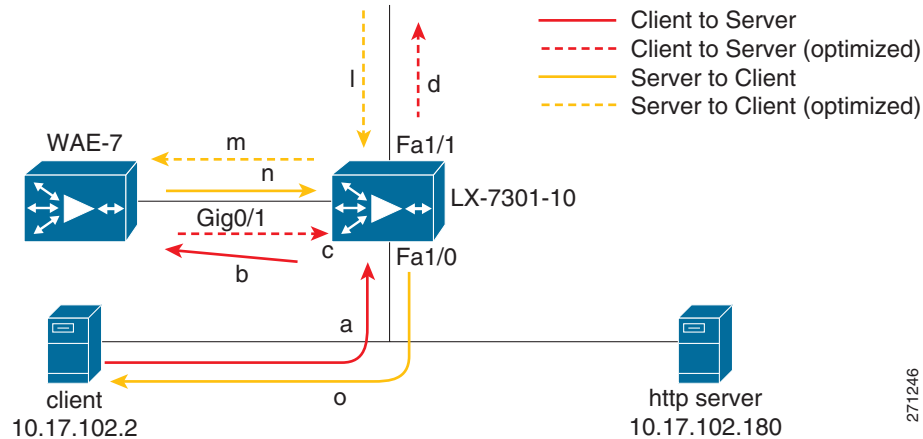 Client to Server
Client to Server (optimized)
Server to Client
Server to Client (optimized)
l
d
WAE-7
m
Fa1/1
n
LX-7301-10
Gig0/1
c
Fa1/0
b
a
o
client
10.17.102.2
http server
10.17.102.180
271246